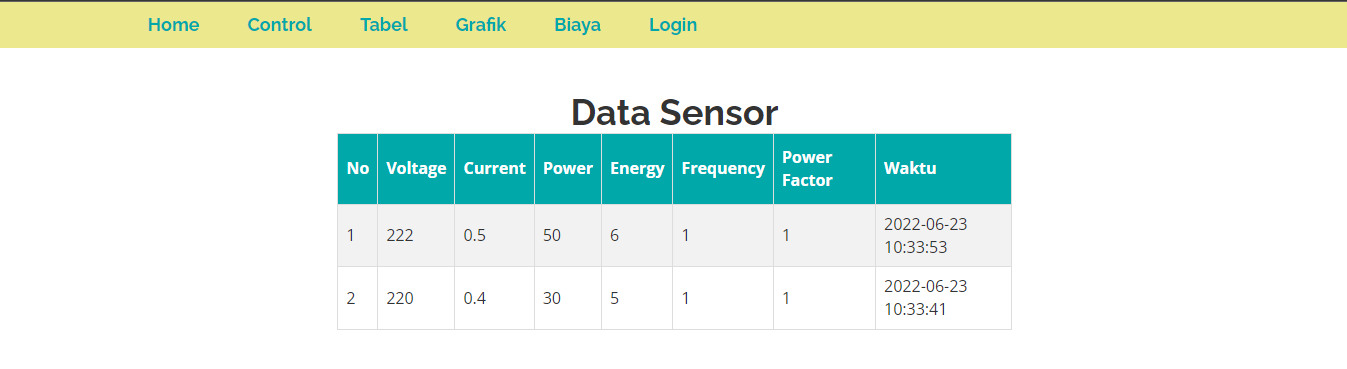 Home Control Tabel Grafik Biaya Login
Data Sensor
No Voltage Current Power Energy Frequency Power Factor Waktu
1 222 0.5 50 6 1 1 2022-06-23 10:33:53
2 220 0.4 30 5 1 1 2022-06-23 10:33:41